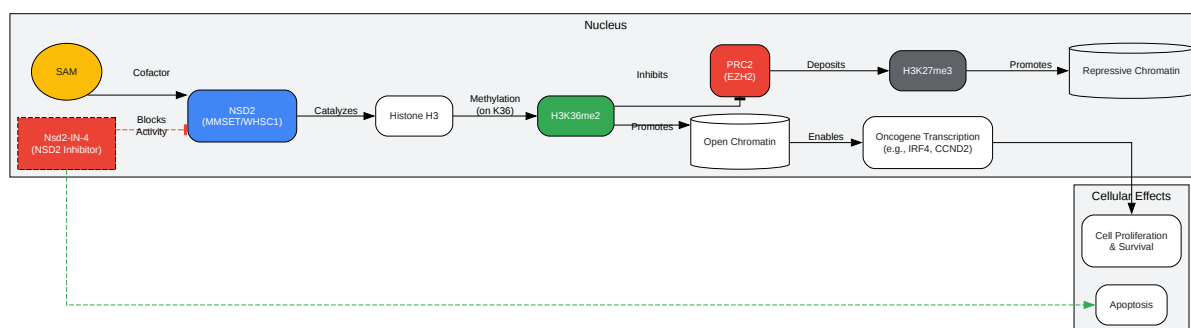 Nucleus
SAM
Cofactor
Nsd2-IN-4
(NSD2 Inhibitor)
Blocks
Activity
NSD2
(MMSET/WHSC1)
Catalyzes
Histone H3
Methylation
(on K36)
H3K36me2
Inhibits
Promotes
PRC2
(EZH2)
Deposits
H3K27me3
Promotes
Repressive Chromatin
Open Chromatin
Enables
Oncogene Transcription
(e.g., IRF4, CCND2)
Cellular Effects
Cell Proliferation
& Survival
Apoptosis